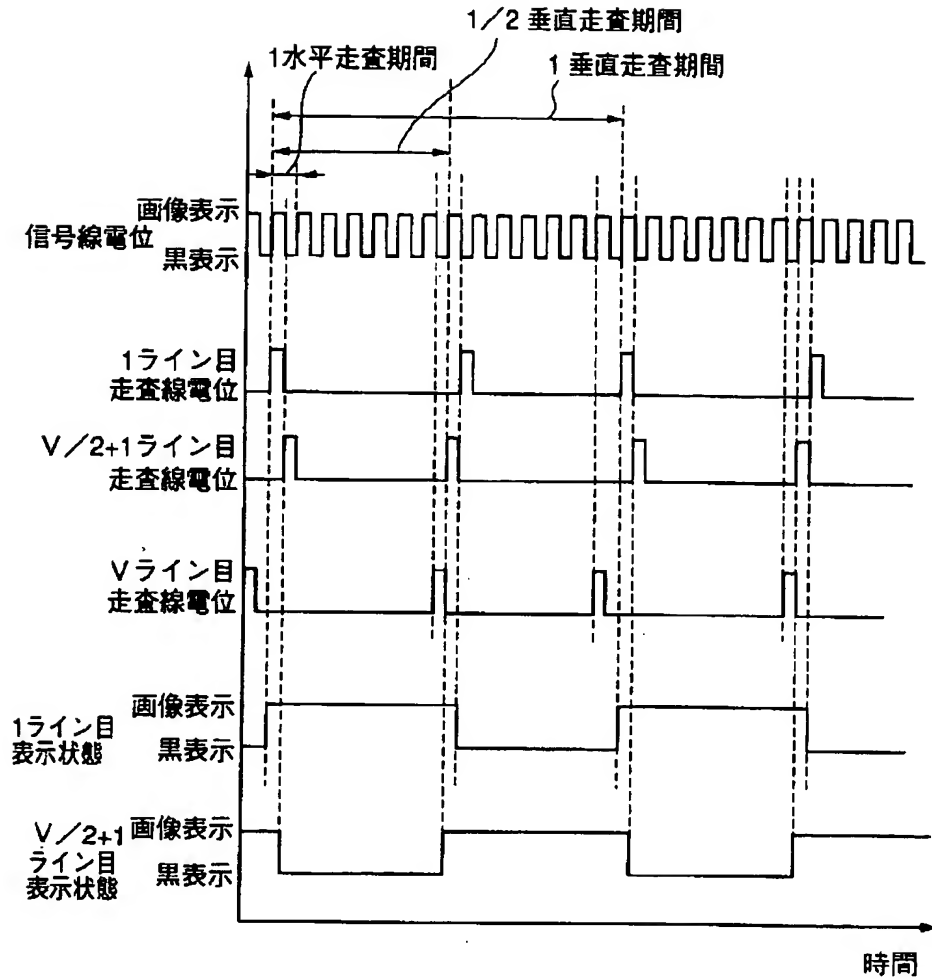 1/2 垂直走査期間
1水平走査期間
1 垂直走査期間
画像表示
信号線電位
黒表示
1ライン目
走査線電位
V/2+1ライン目
走査線電位
Vライン目
走査線電位
画像表示
1ライン目
表示状態
黒表示
V/2+1
画像表示
ライン目
表示状態
黒表示
時間